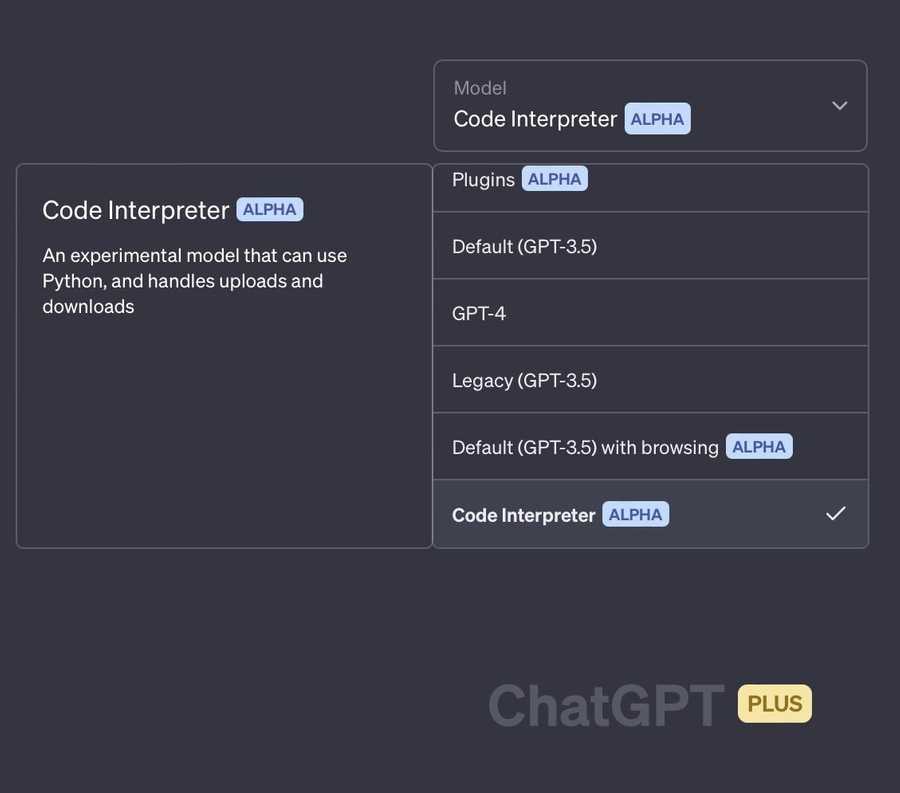 Model
Code Interpreter ALPHA
Code Interpreter ALPHA
An experimental model that can use
Python, and handles uploads and
downloads
Plugins ALPHA
Default (GPT-3.5)
GPT-4
Legacy (GPT-3.5)
Default (GPT-3.5) with browsing ALPHA
Code Interpreter ALPHA
ChatGPT PLUS